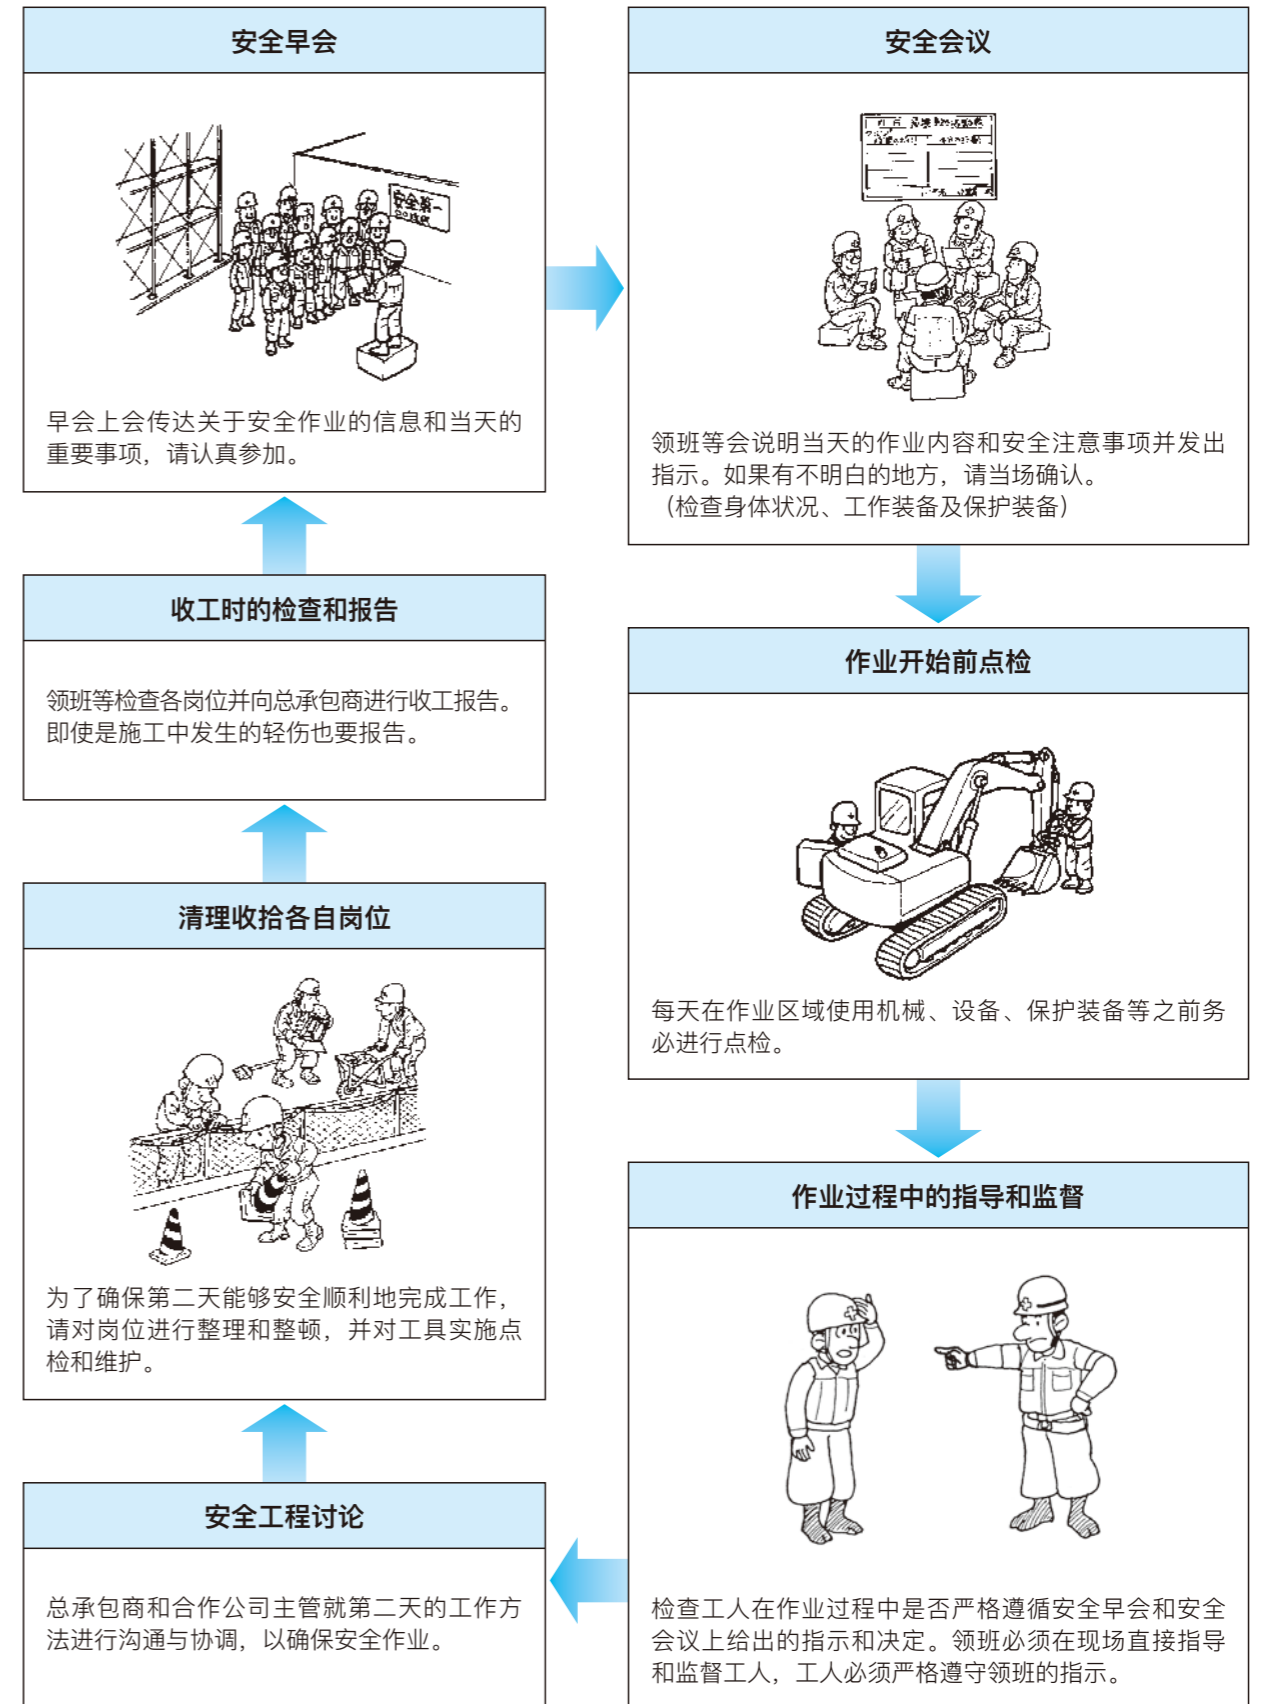 安全早会
安全第一
早会上会传达关于安全作业的信息和当天的
重要事项，请认真参加。
安全会议
领班等会说明当天的作业内容和安全注意事项并发出
指示。如果有不明白的地方，请当场确认。
（检查身体状况、工作装备及保护装备）
作业开始前点检
每天在作业区域使用机械、设备、保护装备等之前务
必进行点检。
作业过程中的指导和监督
检查工人在作业过程中是否严格遵循安全早会和安全
会议上给出的指示和决定。领班必须在现场直接指导
和监督工人，工人必须严格遵守领班的指示。
安全工程讨论
总承包商和合作公司主管就第二天的工作方
法进行沟通与协调，以确保安全作业。
清理收拾各自岗位
为了确保第二天能够安全顺利地完成工作，
请对岗位进行整理和整顿，并对工具实施点
检和维护。
收工时的检查和报告
领班等检查各岗位并向总承包商进行收工报告。
即使是施工中发生的轻伤也要报告。